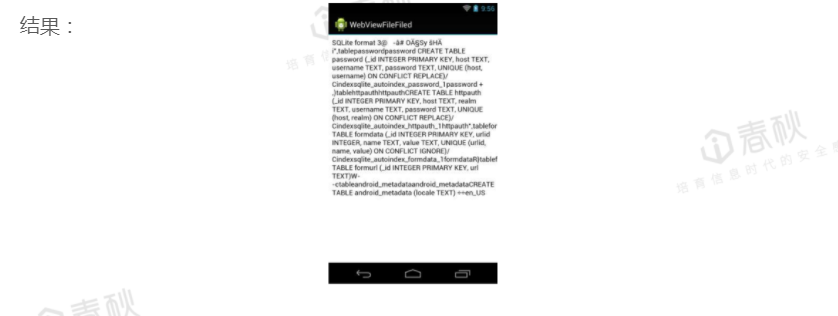 结果：
3:56
WebViewFileFiled
SQLite format 3@ -â# OÃ§Sy šHÃ
i",tablepasswordpassword CREATE TABLE
password (_id INTEGER PRIMARY KEY, host TEXT,
username TEXT, password TEXT, UNIQUE (host,
username) ON CONFLICT REPLACE)/
Cindexsqlite_autoindex_password_1password +
,)tablehttpauthhttpauthCREATE TABLE httpauth
(_id INTEGER PRIMARY KEY, host TEXT, realm
TEXT, username TEXT, password TEXT, UNIQUE
(host, realm) ON CONFLICT REPLACE)/
Cindexsqlite_autoindex_httpauth_1httpauth",tablefor
TABLE formdata (_id INTEGER PRIMARY KEY, urlid
INTEGER, name TEXT, value TEXT, UNIQUE (urlid,
name, value) ON CONFLICT IGNORE)/
Cindexsqlite_autoindex_formdata_1formdataR)tablef
TABLE formurl (_id INTEGER PRIMARY KEY, url
TEXT)W-
-ctableandroid_metadataandroid_metadataCREATE
TABLE android_metadata (locale TEXT) ÷÷en_US
春秋
培育信息时代的安全
春秋